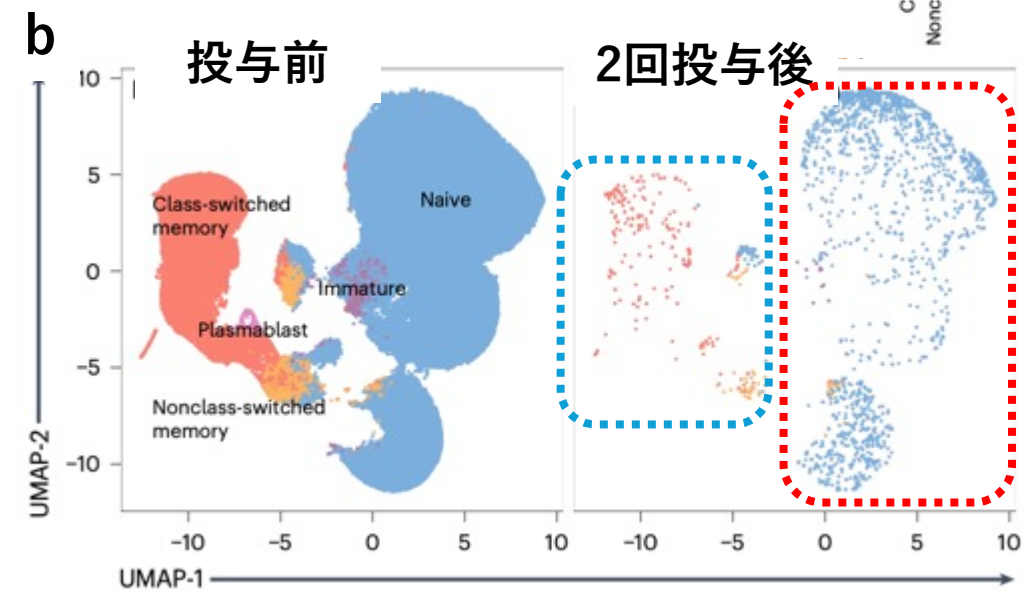 b
投与前
2回投与後
C
Nonc
10
5
0
−5
−10
UMAP-2
Class-switched
memory
Naive
Immature
Plasmablast
Nonclass-switched
memory
−10
−5
0
5
10
−10
−5
0
5
10
UMAP-1